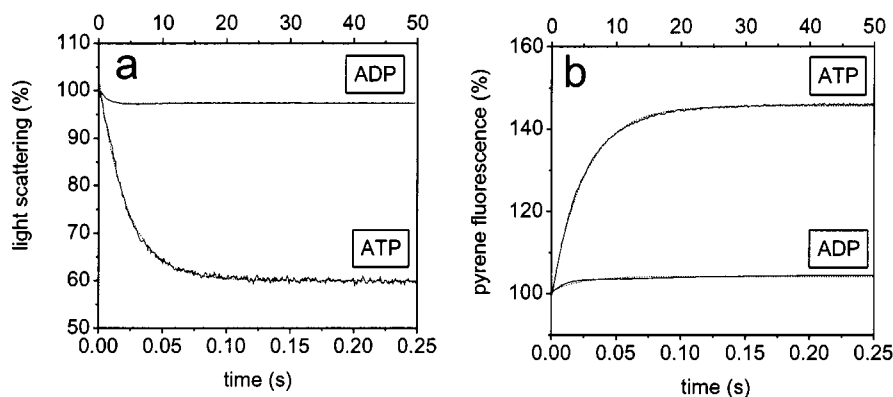 0 10 20 30 40 50
110
100
90
80
70
60
50
light scattering (%)
a
ADP
ATP
0.00 0.05 0.10 0.15 0.20 0.25
time (s)
0 10 20 30 40 50
160
140
120
100
pyrene fluorescence (%)
b
ATP
ADP
0.00 0.05 0.10 0.15 0.20 0.25
time (s)